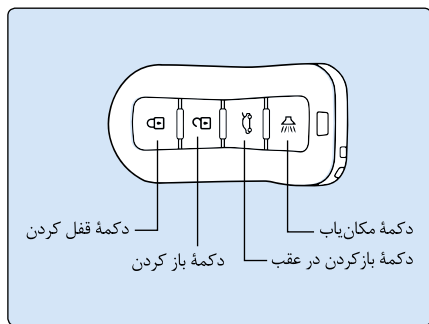 دکمهٔ مکان‌یاب
دکمهٔ قفل کردن
دکمهٔ بازکردن در عقب
دکمهٔ باز کردن